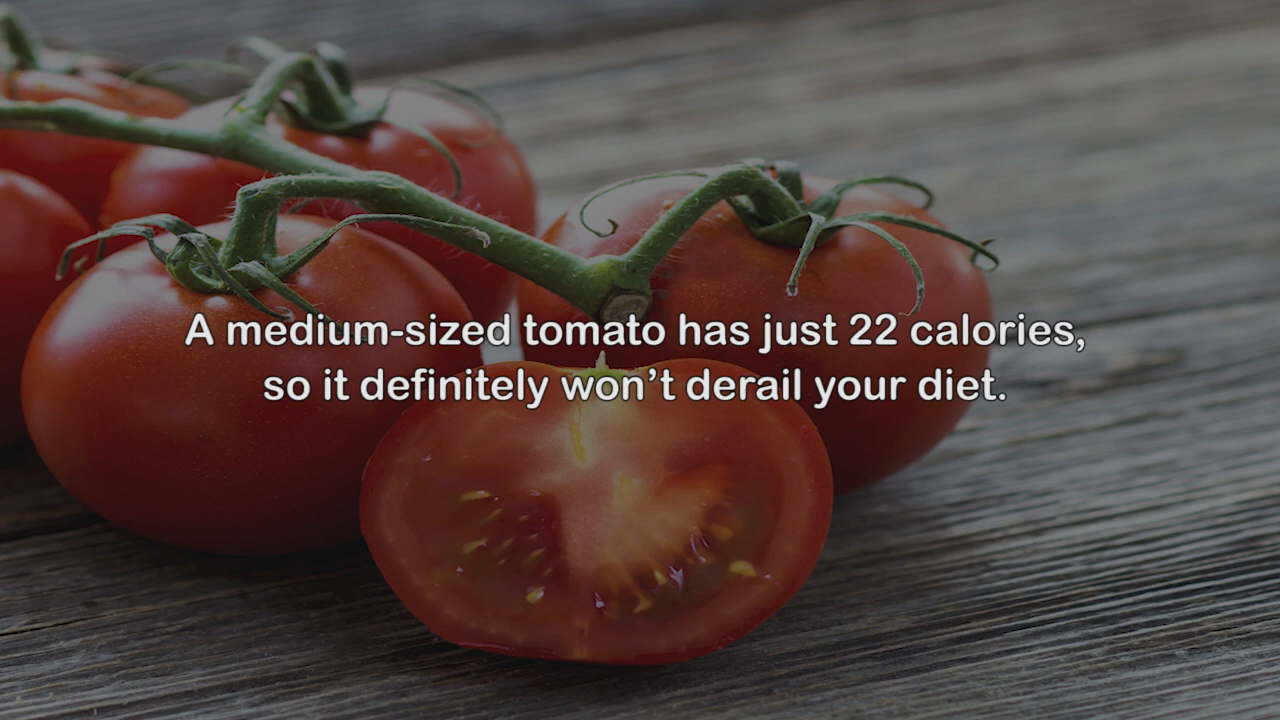 A medium-sized tomato has just 22 calories,
so it definitely won’t derail your diet.